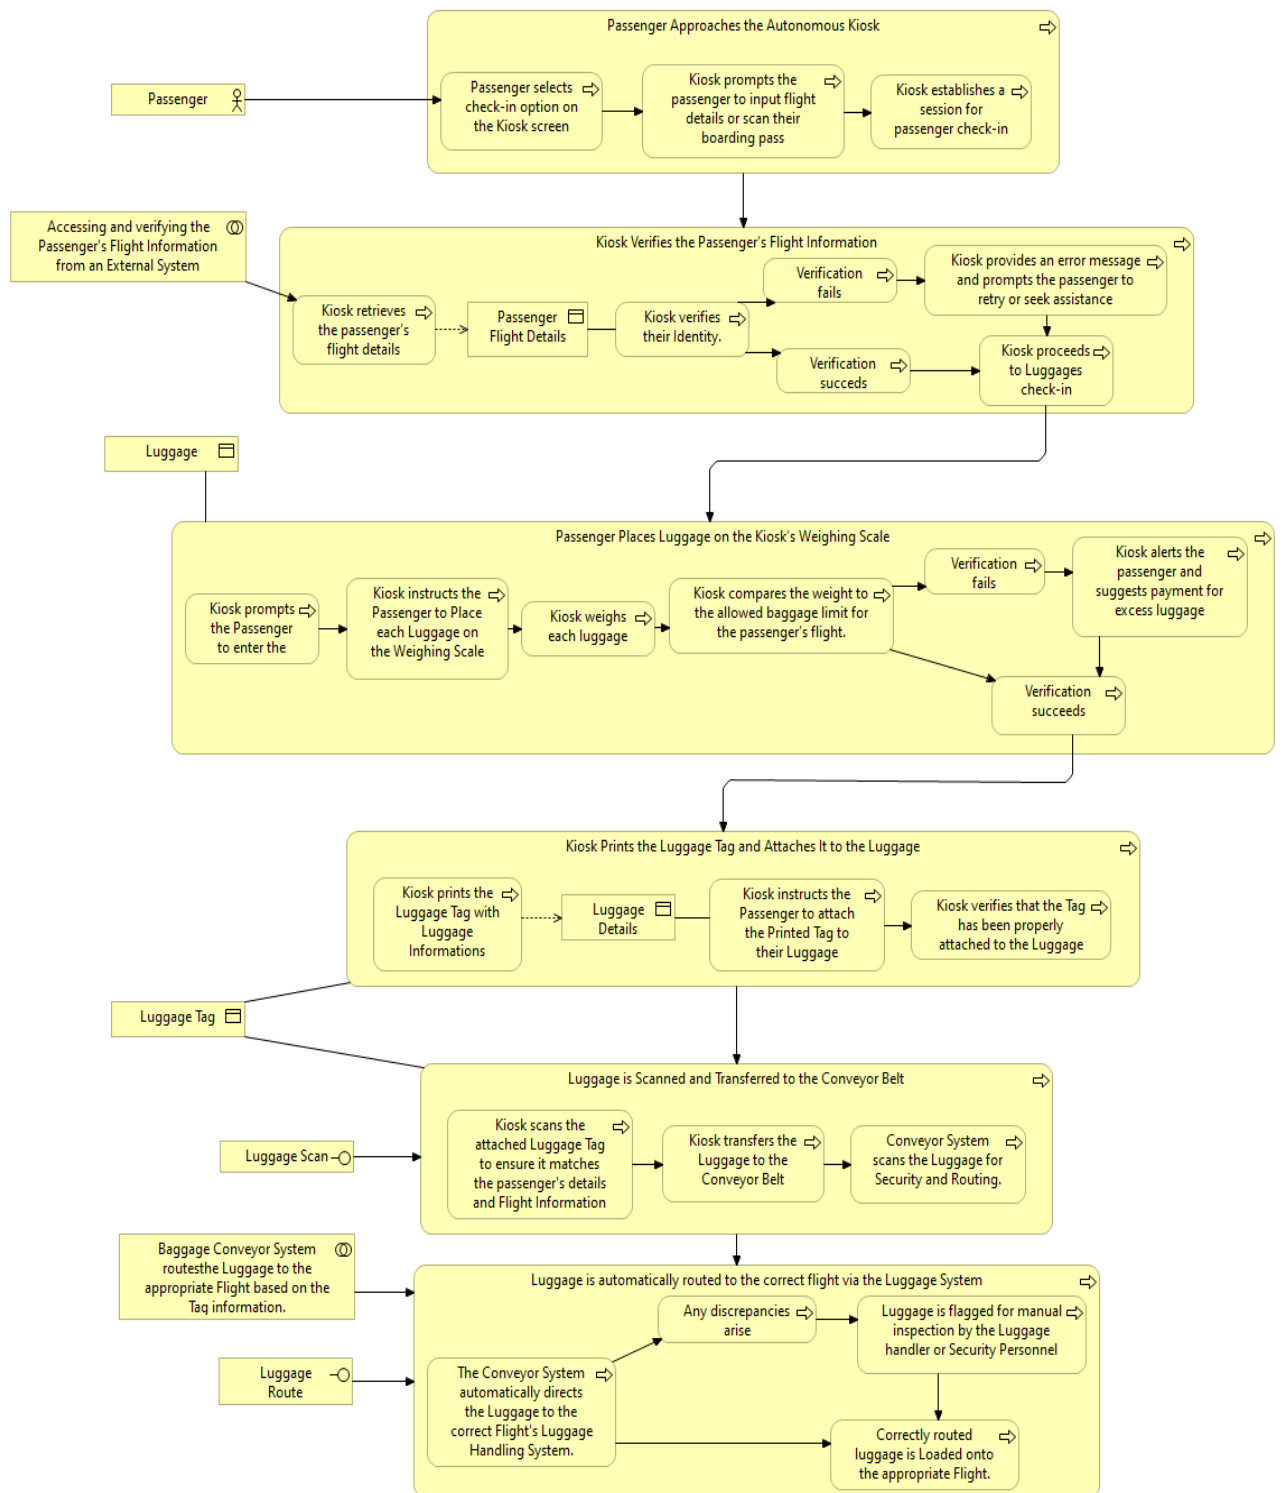 Passenger Approaches the Autonomous Kiosk
Passenger
Passenger selects
check-in option on
the Kiosk screen
Kiosk prompts the
passenger to input flight
details or scan their
boarding pass
Kiosk establishes a
session for
passenger check-in
Accessing and verifying the
Passenger's Flight Information
from an External System
Kiosk Verifies the Passenger's Flight Information
Kiosk retrieves
the passenger's
flight details
Passenger
Flight Details
Kiosk verifies
their Identity.
Verification
fails
Kiosk provides an error message
and prompts the passenger to
retry or seek assistance
Verification
succeds
Kiosk proceeds
to Luggages
check-in
Luggage
Passenger Places Luggage on the Kiosk's Weighing Scale
Kiosk prompts
the Passenger
to enter the
Kiosk instructs the
Passenger to Place
each Luggage on
the Weighing Scale
Kiosk weighs
each luggage
Kiosk compares the weight to
the allowed baggage limit for
the passenger's flight.
Verification
fails
Kiosk alerts the
passenger and
suggests payment for
excess luggage
Verification
succeeds
Kiosk Prints the Luggage Tag and Attaches It to the Luggage
Kiosk prints the
Luggage Tag with
Luggage
Informations
Luggage
Details
Kiosk instructs the
Passenger to attach
the Printed Tag to
their Luggage
Kiosk verifies that the Tag
has been properly
attached to the Luggage
Luggage Tag
Luggage is Scanned and Transferred to the Conveyor Belt
Luggage Scan
Kiosk scans the
attached Luggage Tag
to ensure it matches
the passenger's details
and Flight Information
Kiosk transfers the
Luggage to the
Conveyor Belt
Conveyor System
scans the Luggage for
Security and Routing.
Baggage Conveyor System
routesthe Luggage to the
appropriate Flight based on the
Tag information.
Luggage is automatically routed to the correct flight via the Luggage System
Luggage
Route
The Conveyor System
automatically directs
the Luggage to the
correct Flight's Luggage
Handling System.
Any discrepancies
arise
Luggage is flagged for manual
inspection by the Luggage
handler or Security Personnel
Correctly routed
luggage is Loaded onto
the appropriate Flight.